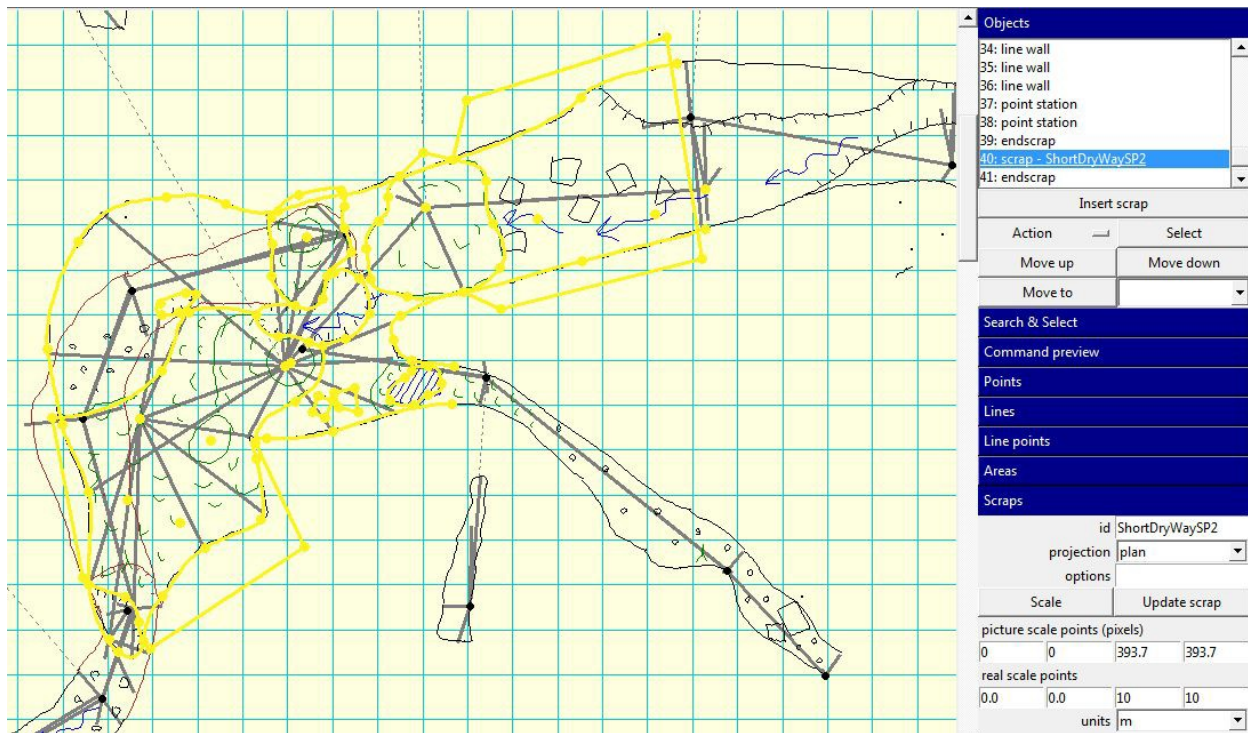 Objects
34: line wall
35: line wall
36: line wall
37: point station
38: point station
39: endscrap
40: scrap - ShortDryWaySP2
41: endscrap
Insert scrap
Action Select
Move up Move down
Move to
Search & Select
Command preview
Points
Lines
Line points
Areas
Scraps
id ShortDryWaySP2
projection plan
options
Scale Update scrap
picture scale points (pixels)
0 0 393.7 393.7
real scale points
0.0 0.0 10 10
units m